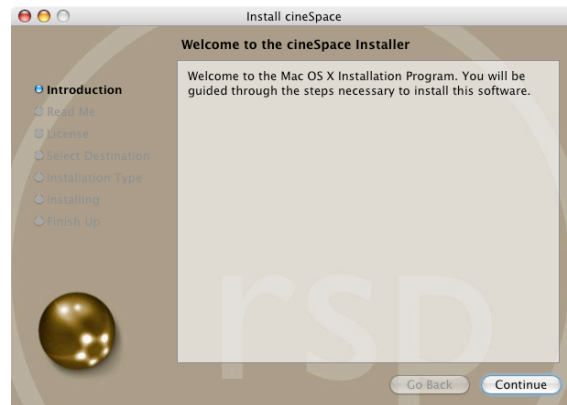 Install cineSpace
Welcome to the cineSpace Installer
Introduction
Read Me
License
Select Destination
Installation Type
Installing
Finish Up
Welcome to the Mac OS X Installation Program. You will be
guided through the steps necessary to install this software.
rsp
Go Back
Continue